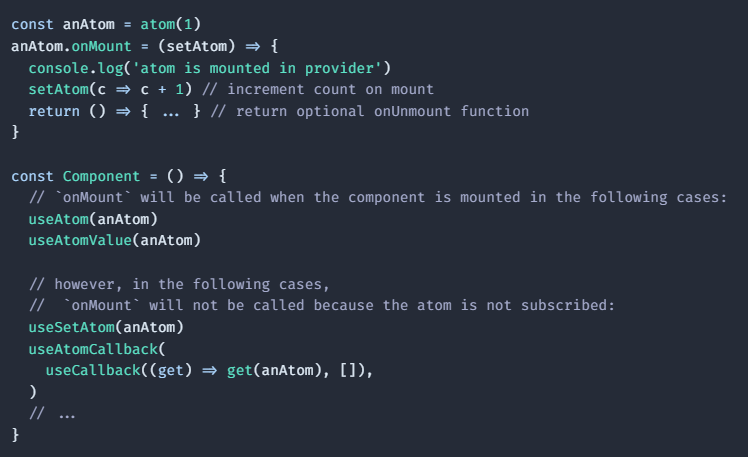 const anAtom = atom(1)
anAtom.onMount = (setAtom) => {
  console.log('atom is mounted in provider')
  setAtom(c => c + 1) // increment count on mount
  return () => { ... } // return optional onUnmount function
}

const Component = () => {
  // `onMount` will be called when the component is mounted in the following cases:
  useAtom(anAtom)
  useAtomValue(anAtom)

  // however, in the following cases,
  //  `onMount` will not be called because the atom is not subscribed:
  useSetAtom(anAtom)
  useAtomCallback(
    useCallback((get) => get(anAtom), []),
  )
  // ...
}